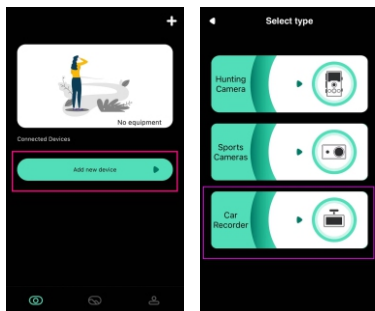 No equipment
Connected Devices
Add new device
Select type
Hunting
Camera
Sports
Cameras
Car
Recorder